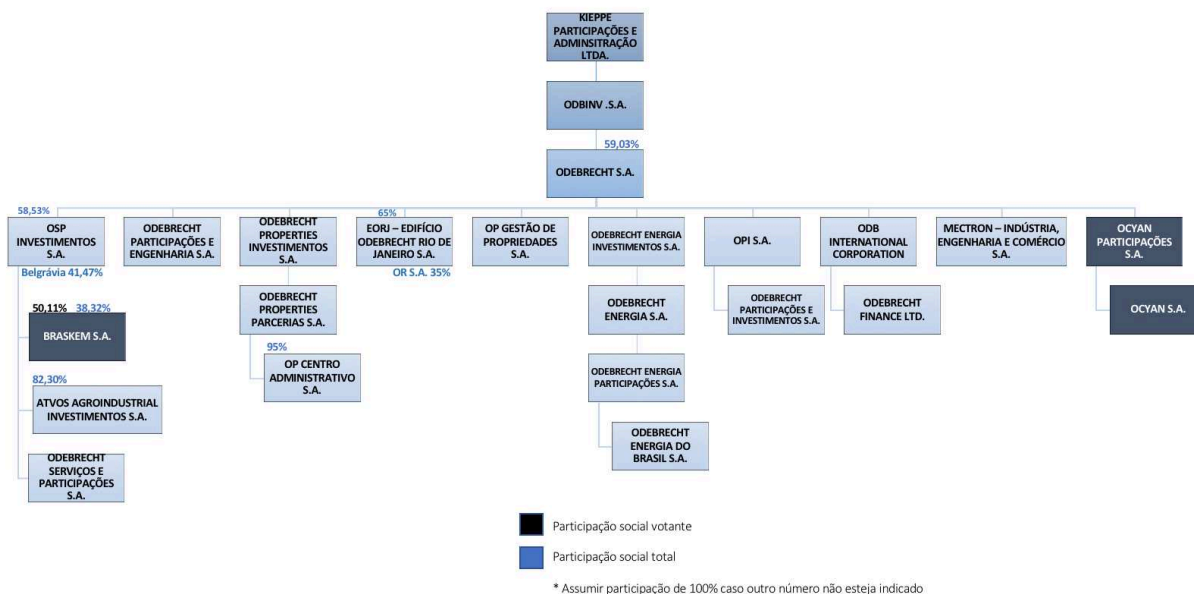 KIEPPE
PARTICIPAÇÕES E
ADMINSITRAÇÃO
LTDA.
ODBINV .S.A.
59,03%
ODEBRECHT S.A.
58,53%
OSP
INVESTIMENTOS
S.A.
Belgrávia 41,47%
ODEBRECHT
PARTICIPAÇÕES E
ENGENHARIA S.A.
ODEBRECHT
PROPERTIES
INVESTIMENTOS
S.A.
65%
EORJ – EDIFÍCIO
ODEBRECHT RIO DE
JANEIRO S.A.
OR S.A. 35%
OP GESTÃO DE
PROPRIEDADES
S.A.
ODEBRECHT ENERGIA
INVESTIMENTOS S.A.
OPI S.A.
ODB
INTERNATIONAL
CORPORATION
MECTRON – INDÚSTRIA,
ENGENHARIA E COMÉRCIO
S.A.
OCYAN
PARTICIPAÇÕES
S.A.
50,11% 38,32%
BRASKEM S.A.
82,30%
ATVOS AGROINDUSTRIAL
INVESTIMENTOS S.A.
ODEBRECHT
SERVIÇOS E
PARTICIPAÇÕES
S.A.
ODEBRECHT
PROPERTIES
PARCERIAS S.A.
95%
OP CENTRO
ADMINISTRATIVO
S.A.
ODEBRECHT
ENERGIA S.A.
ODEBRECHT ENERGIA
PARTICIPAÇÕES S.A.
ODEBRECHT
ENERGIA DO
BRASIL S.A.
ODEBRECHT
PARTICIPAÇÕES E
INVESTIMENTOS S.A.
ODEBRECHT
FINANCE LTD.
OCYAN S.A.
Participação social votante
Participação social total
* Assumir participação de 100% caso outro número não esteja indicado